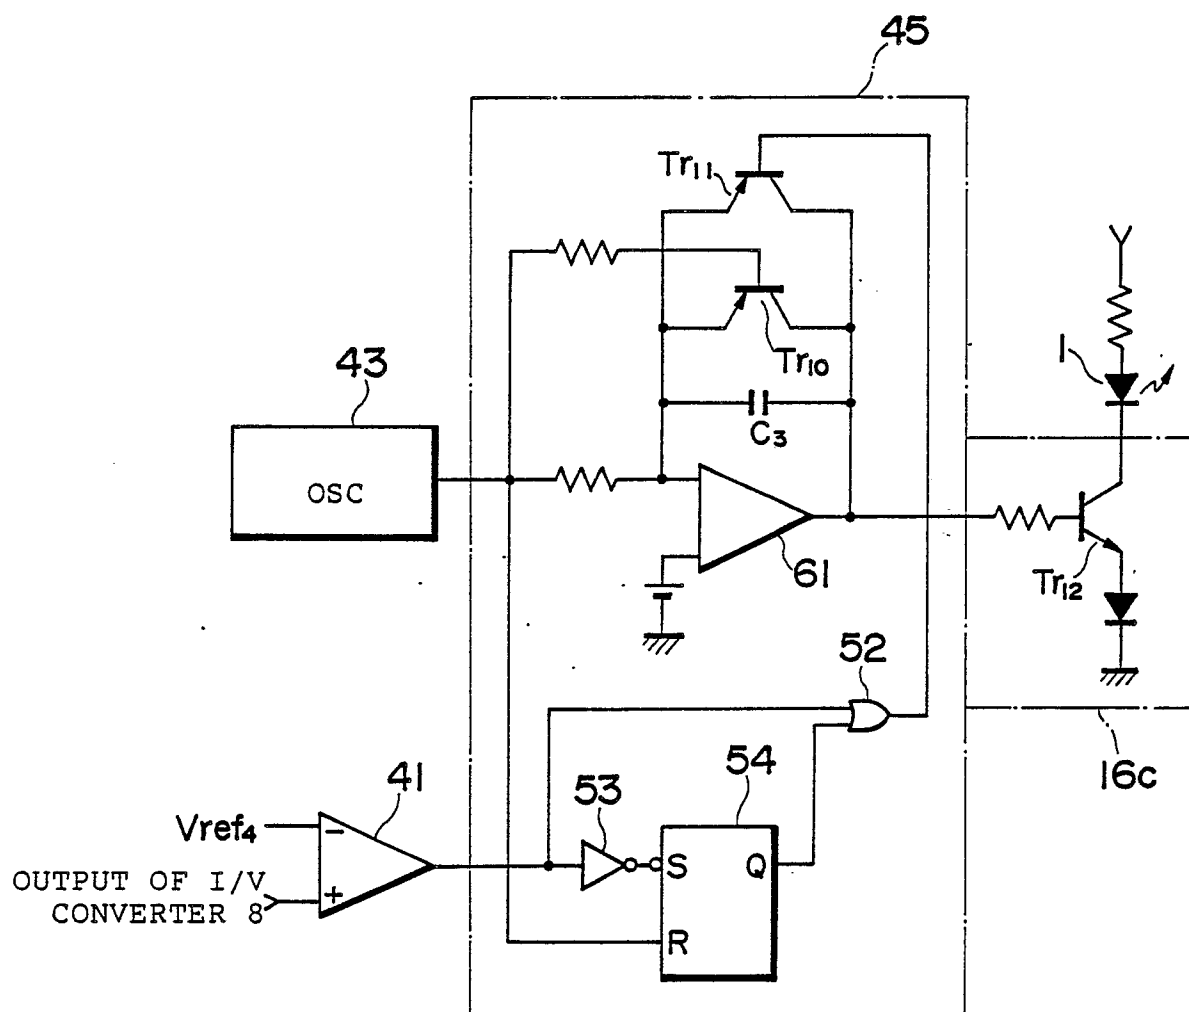 45
Tr11
Tr10
43
1
C3
OSC
61
Tr12
52
54
16c
41
53
Vref4
−
S
Q
OUTPUT OF I/V
CONVERTER 8
+
R